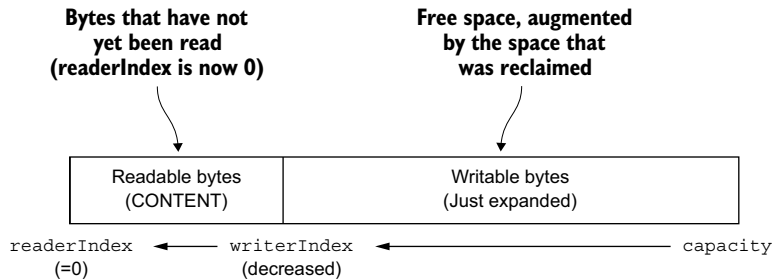 Bytes that have not
yet been read
(readerIndex is now 0)
Free space, augmented
by the space that
was reclaimed
Readable bytes
(CONTENT)
Writable bytes
(Just expanded)
readerIndex
(=0)
writerIndex
(decreased)
capacity